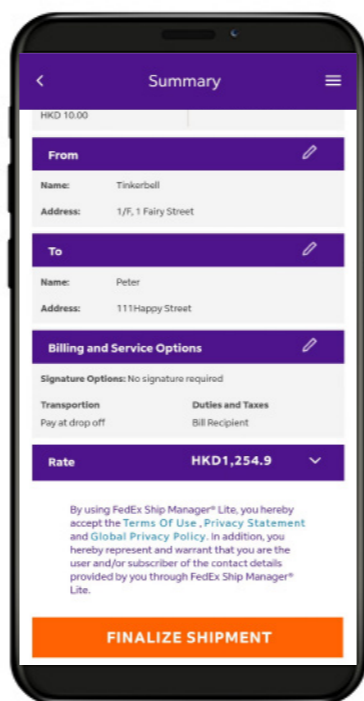 Summary
HKD 10.00
From
Name: Tinkerbell
Address: 1/F, 1 Fairy Street
To
Name: Peter
Address: 111Happy Street
Billing and Service Options
Signature Options: No signature required
Transportion Duties and Taxes
Pay at drop off Bill Recipient
Rate HKD1,254.9
By using FedEx Ship Manager® Lite, you hereby
accept the Terms Of Use , Privacy Statement
and Global Privacy Policy. In addition, you
hereby represent and warrant that you are the
user and/or subscriber of the contact details
provided by you through FedEx Ship Manager®
Lite.
FINALIZE SHIPMENT